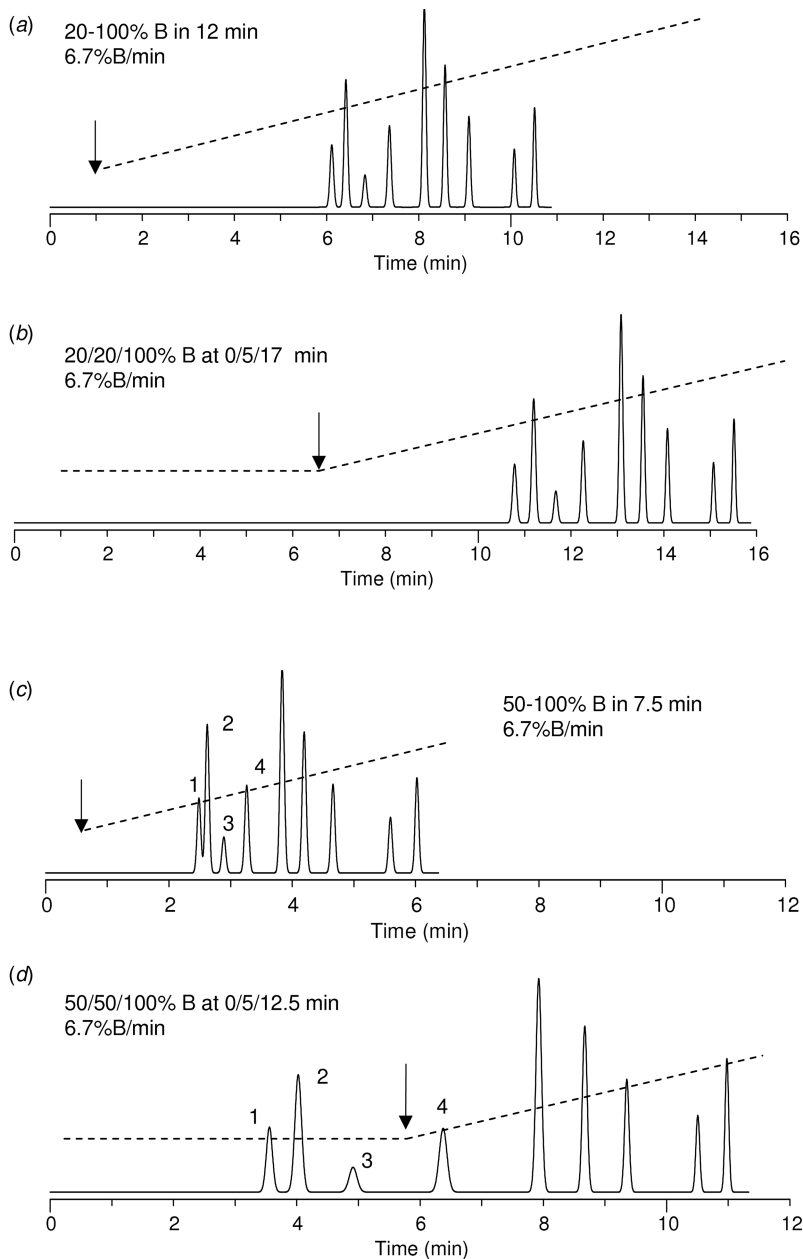 (a)
20-100% B in 12 min
6.7%B/min
0 2 4 6 8 10 12 14 16
Time (min)
(b)
20/20/100% B at 0/5/17 min
6.7%B/min
0 2 4 6 8 10 12 14 16
Time (min)
(c)
50-100% B in 7.5 min
6.7%B/min
2
4
1
3
0 2 4 6 8 10 12
Time (min)
(d)
50/50/100% B at 0/5/12.5 min
6.7%B/min
2
4
1
3
0 2 4 6 8 10 12
Time (min)